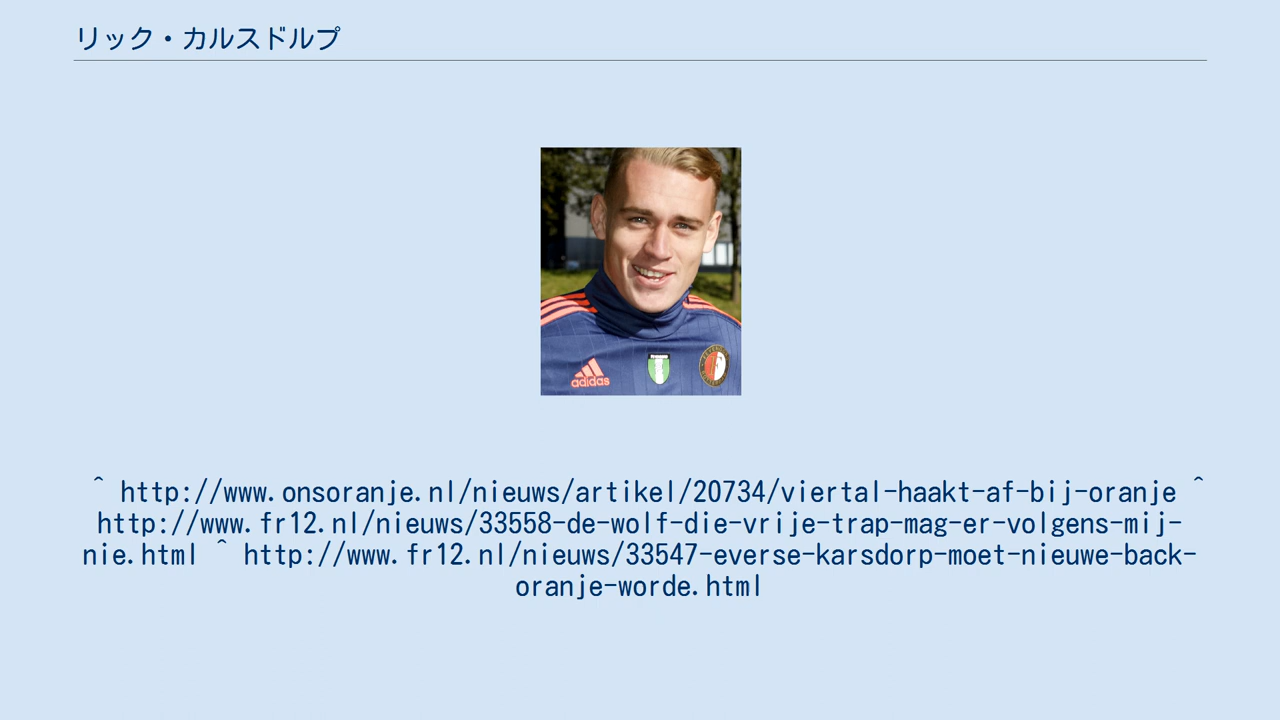 リック・カルスドルプ
adidas
^ http://www.onsoranje.nl/nieuws/artikel/20734/viertal-haakt-af-bij-oranje ^
http://www.fr12.nl/nieuws/33558-de-wolf-die-vrije-trap-mag-er-volgens-mij-
nie.html ^ http://www.fr12.nl/nieuws/33547-everse-karsdorp-moet-nieuwe-back-
oranje-worde.html